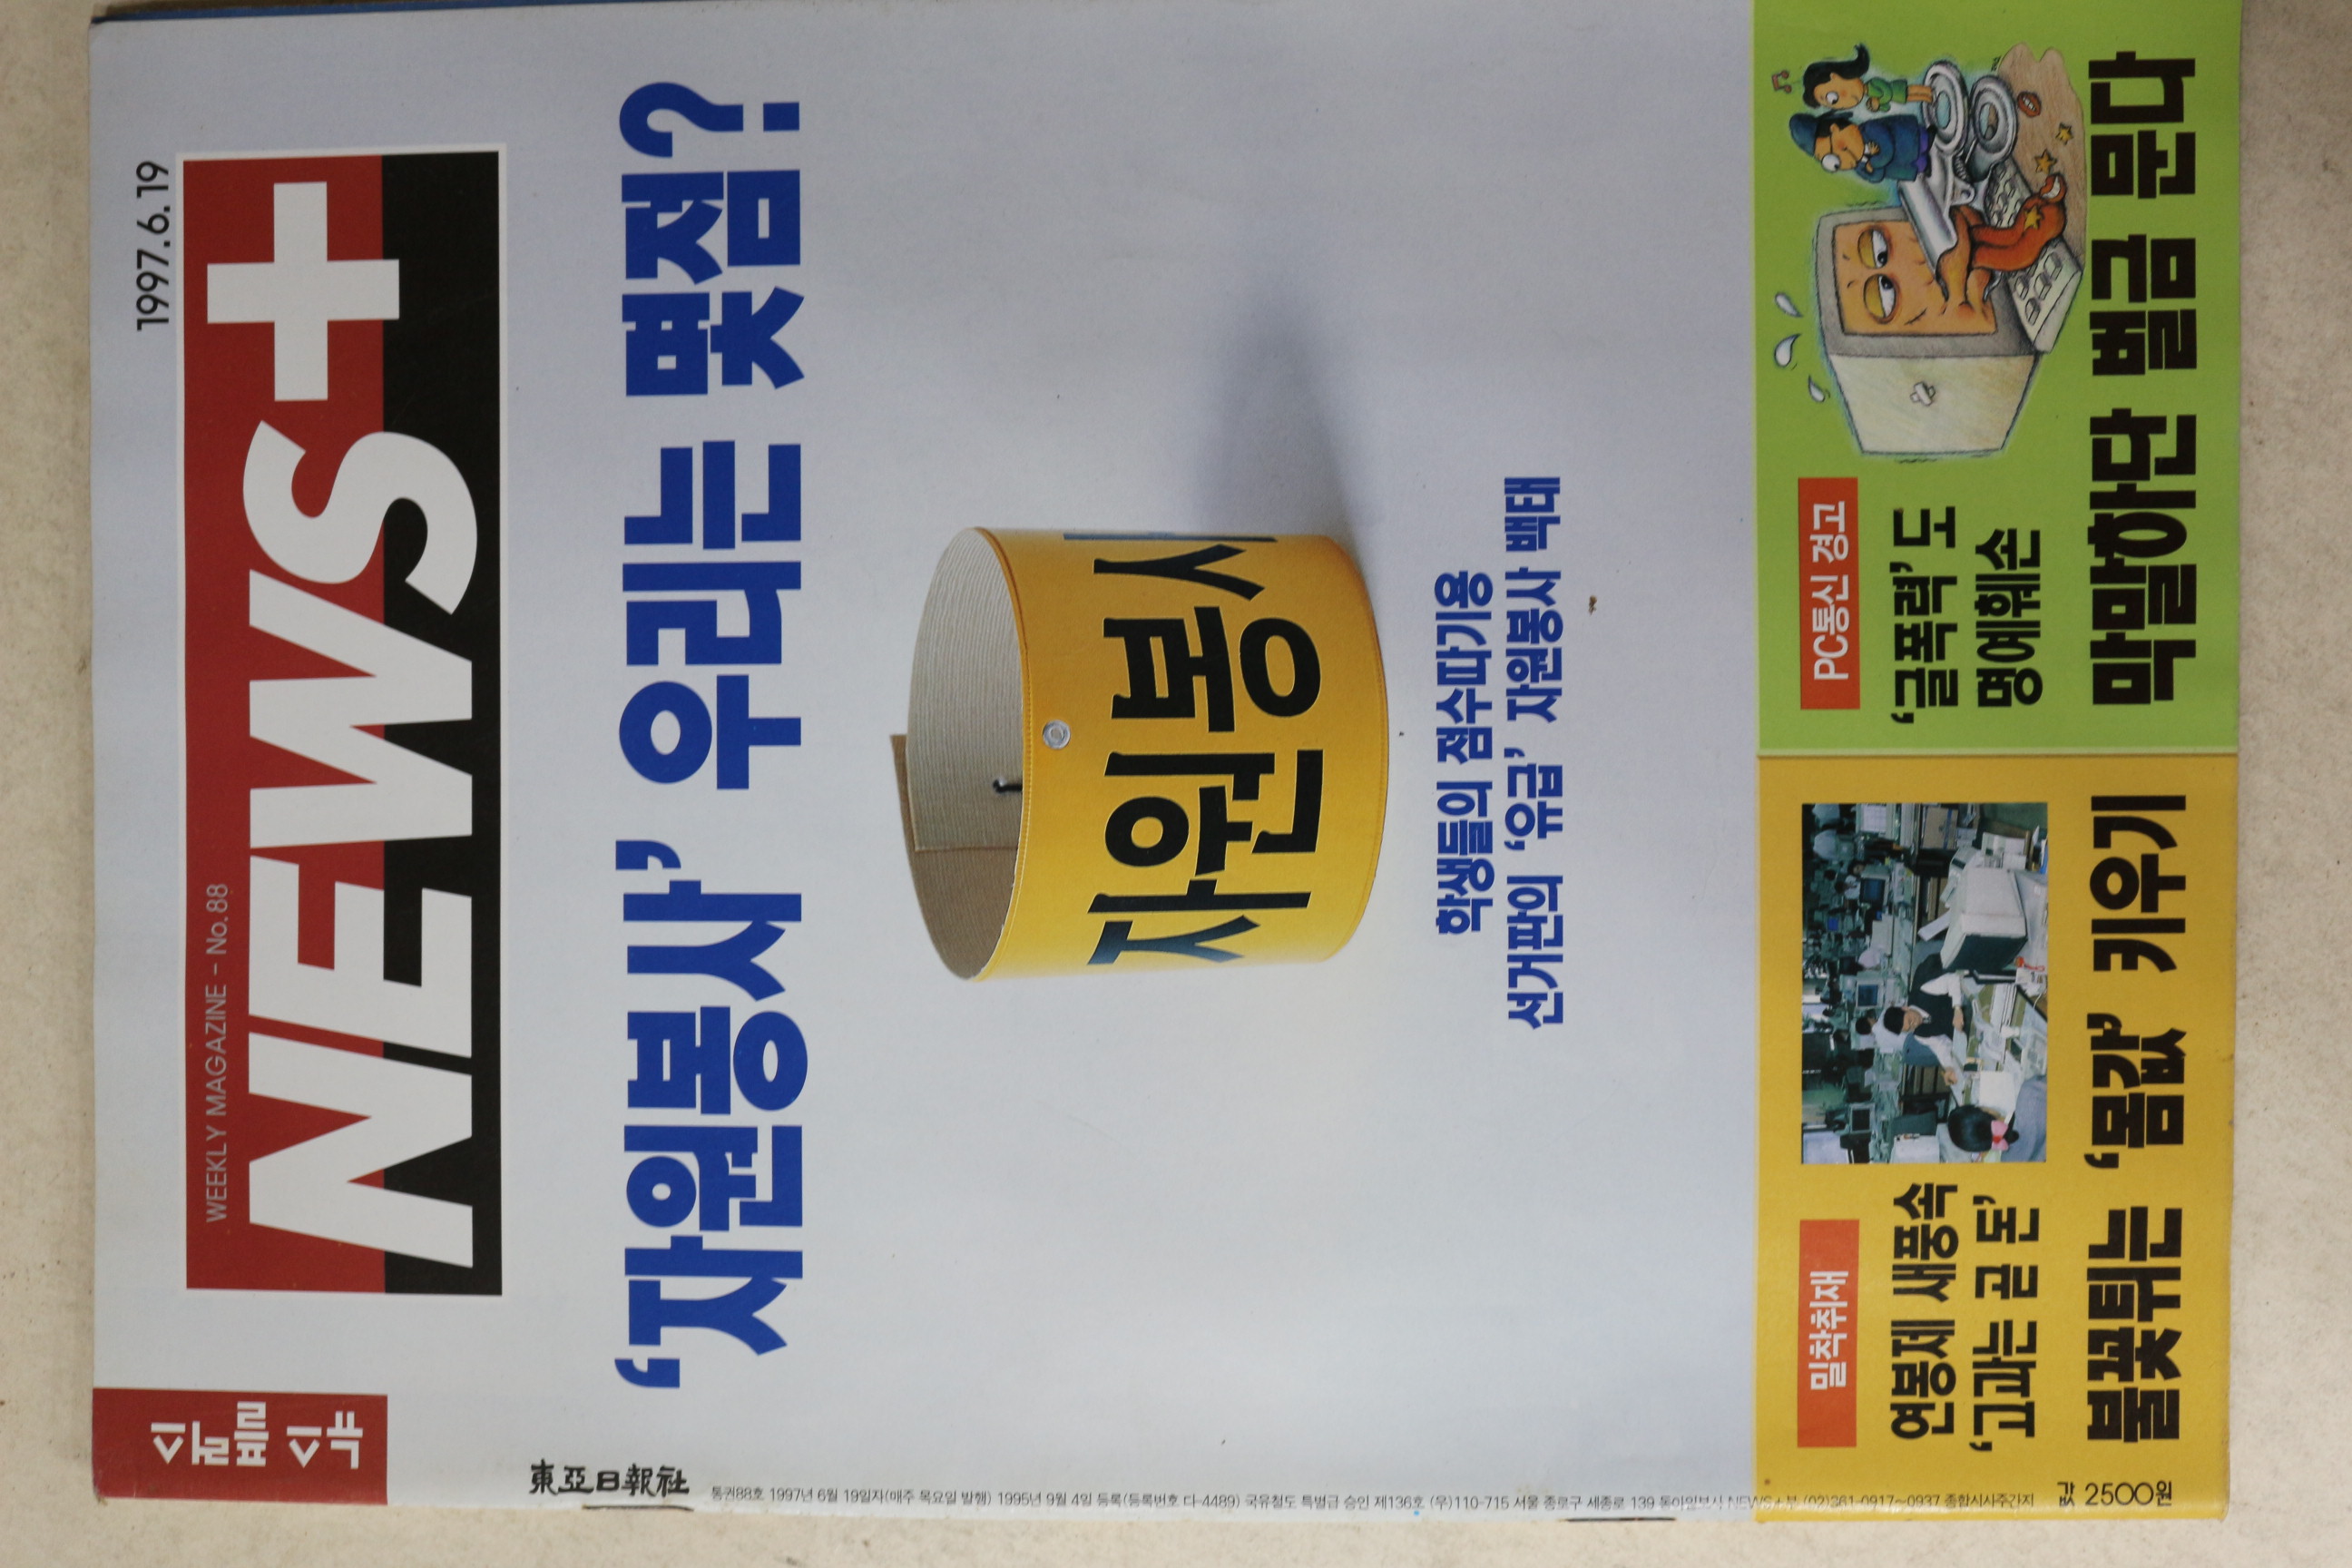 1997.6.19
WEEKLY MAGAZINE – No.88
NEWS+
東亞日報社
‘자원봉사’ 우리는 몇점?
자원봉사
학생들의 점수따기용
선거판의 ‘유급’ 자원봉사 백태
통권88호 1997년 6월 19일자(매주 목요일 발행) 1995년 9월 4일 등록(등록번호 다-4489) 국유철도 특별급 승인 제136호 (우)110-715 서울 종로구 세종로 139 동아일보사 NEWS+부 (02)361-0917~0937 종합시사주간지
밀착취재
연봉제 새풍속
‘고과는 곧 돈’
불꽃튀는 ‘몸값’ 키우기
PC통신 경고
‘글폭력’도
명예훼손
막말하단 벌금 문다
값 2500원